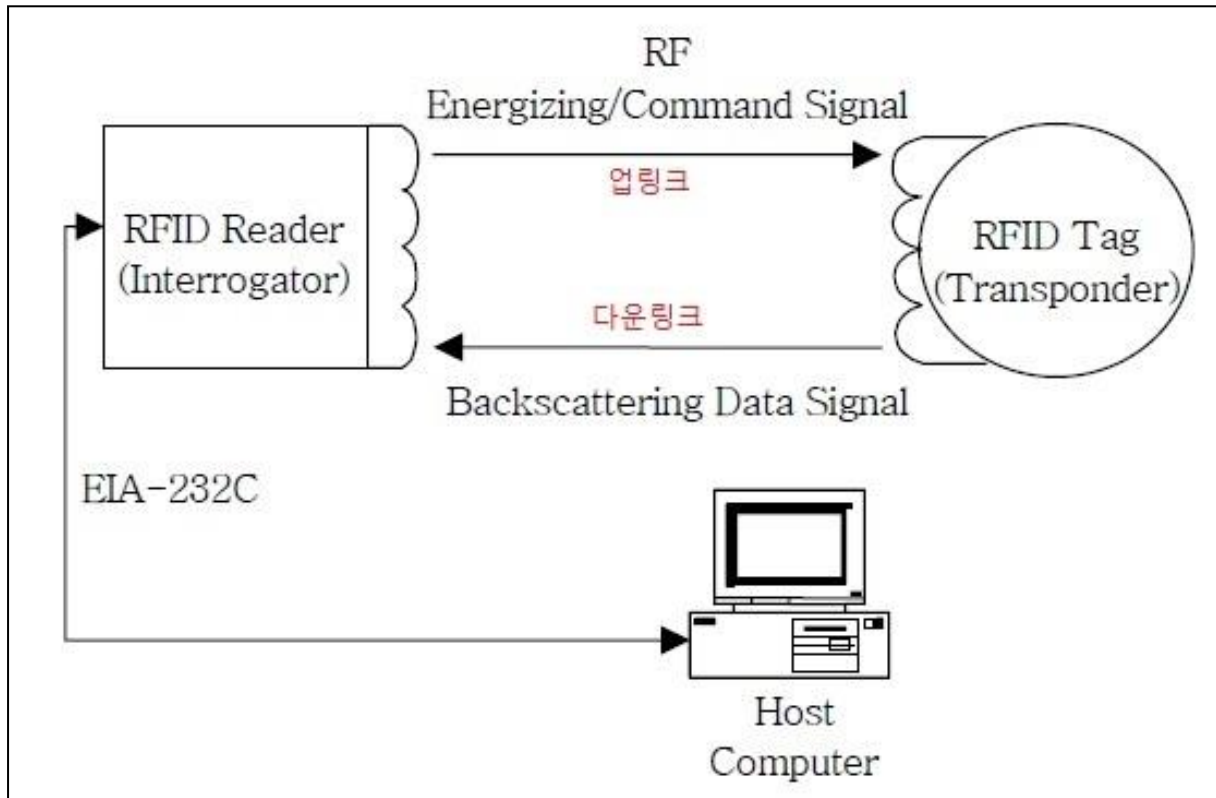 RF
Energizing/Command Signal
업링크
RFID Reader
(Interrogator)
RFID Tag
(Transponder)
다운링크
Backscattering Data Signal
EIA-232C
Host
Computer